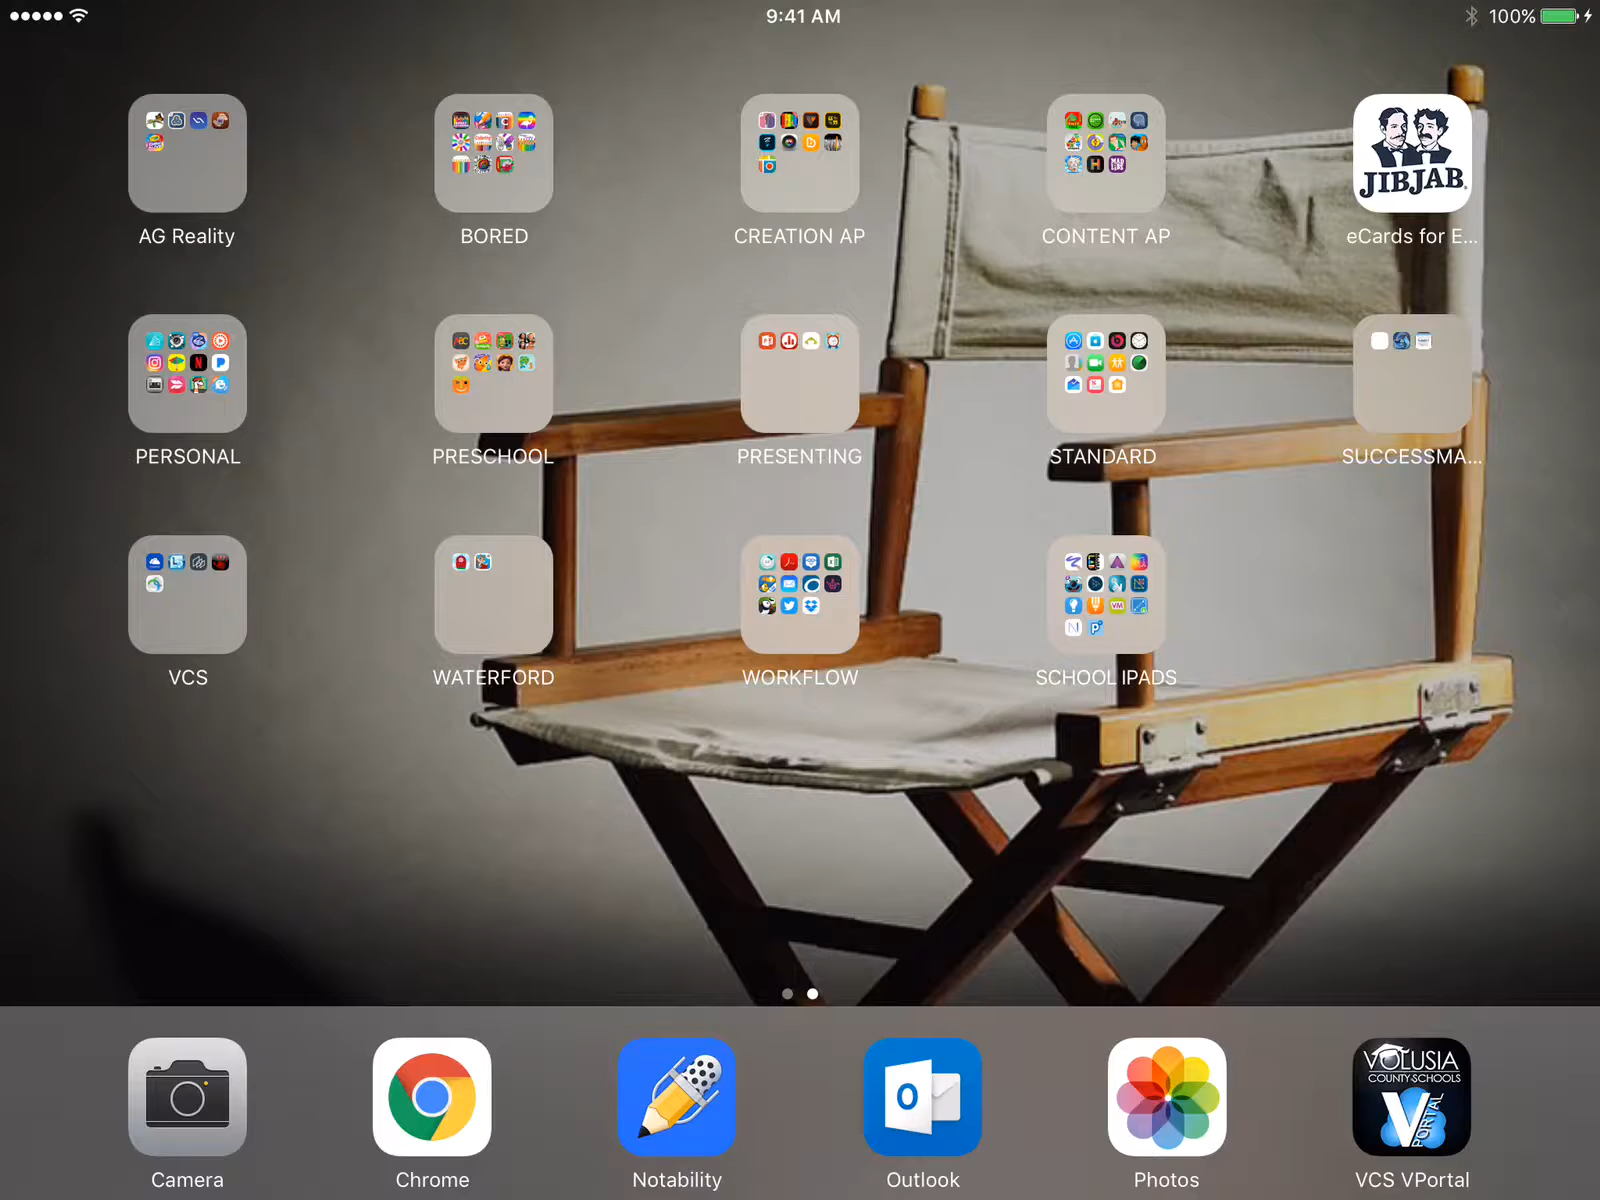 9:41 AM
100%
AG Reality
BORED
CREATION AP
CONTENT AP
JIBJAB
eCards for E...
PERSONAL
PRESCHOOL
PRESENTING
STANDARD
SUCCESSMA...
VCS
WATERFORD
WORKFLOW
SCHOOL IPADS
VOLUSIA
COUNTY SCHOOLS
V PORTAL
Camera
Chrome
Notability
Outlook
Photos
VCS VPortal